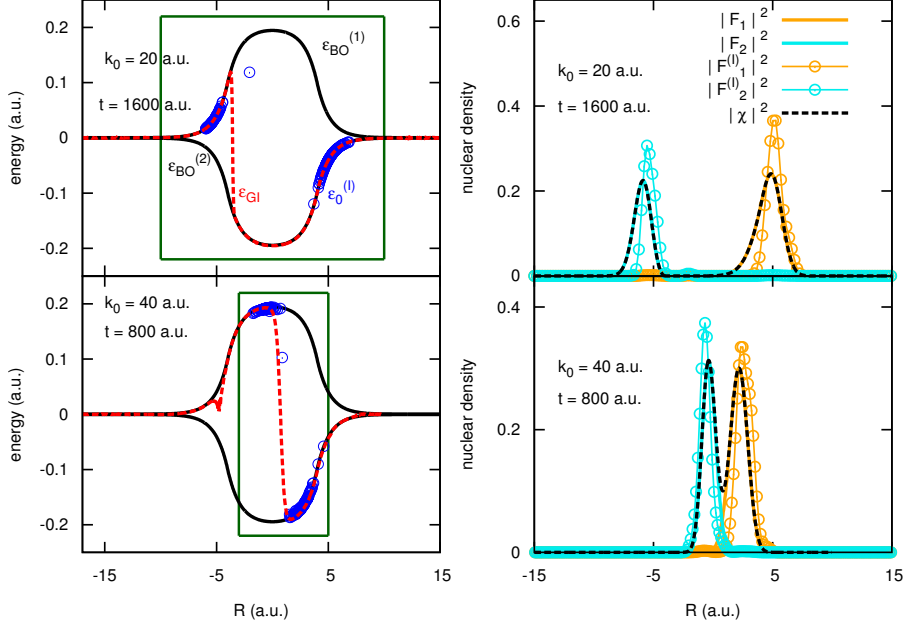 0.2
0.1
0
-0.1
-0.2
energy (a.u.)
k0 = 20 a.u.
t = 1600 a.u.
εBO(1)
εBO(2)
εGI
ε0(I)
0.2
0.1
0
-0.1
-0.2
energy (a.u.)
k0 = 40 a.u.
t = 800 a.u.
-15
-5
5
15
R (a.u.)
0.6
0.4
0.2
0
nuclear density
k0 = 20 a.u.
t = 1600 a.u.
| F1 | 2
| F2 | 2
| F(I)1 | 2
| F(I)2 | 2
| χ | 2
0.4
0.2
0
nuclear density
k0 = 40 a.u.
t = 800 a.u.
-15
-5
5
15
R (a.u.)